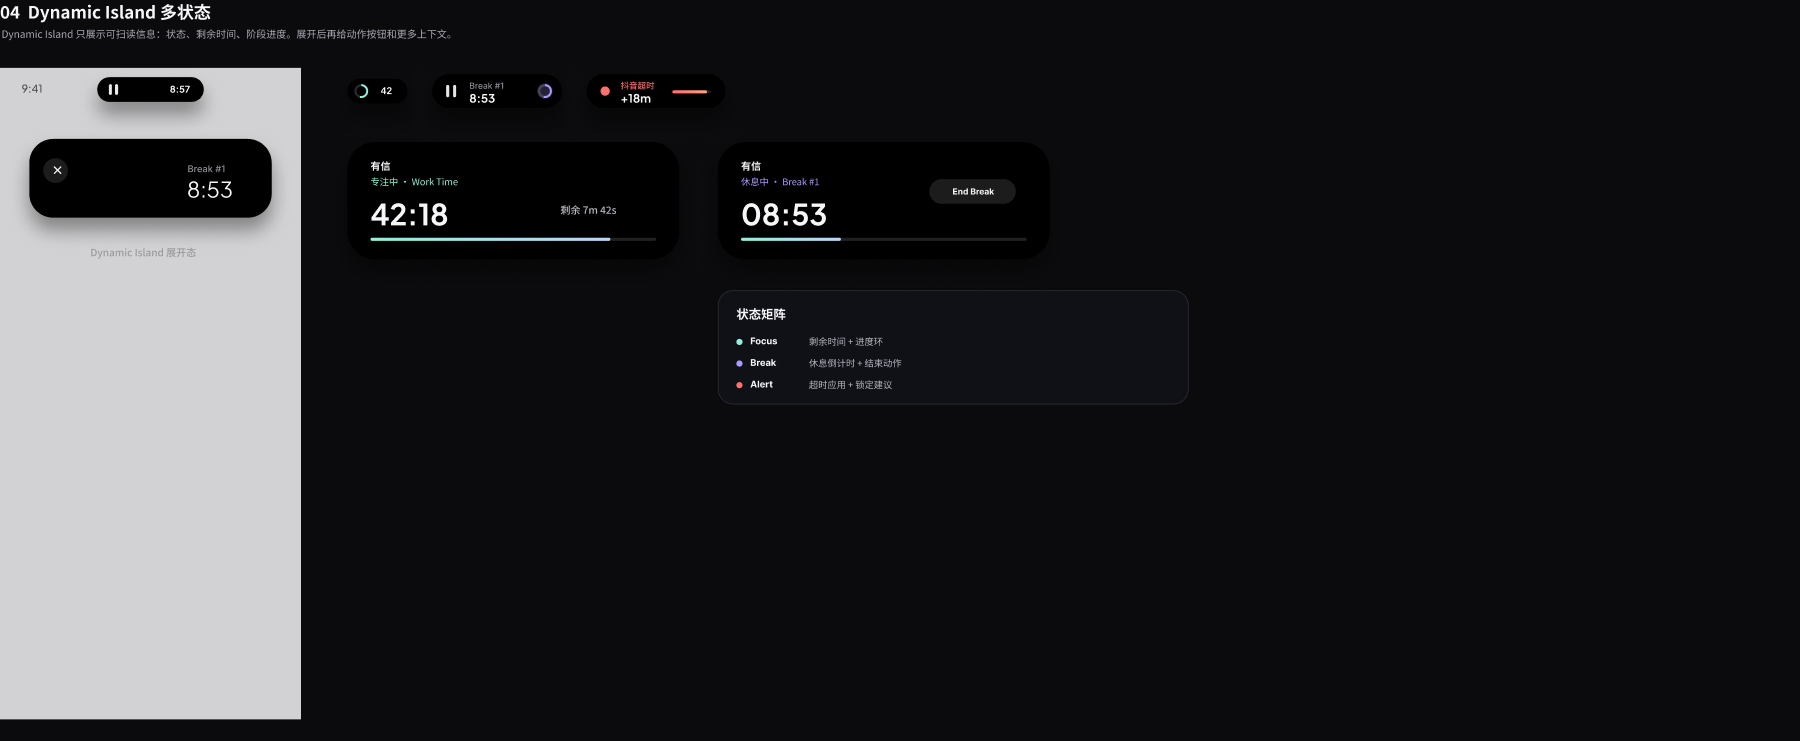 04 Dynamic Island 多状态
Dynamic Island 只展示可扫读信息：状态、剩余时间、阶段进度。展开后再给动作按钮和更多上下文。
9:41
8:57
Break #1
8:53
Dynamic Island 展开态
42
Break #1
8:53
抖音超时
+18m
有信
专注中 · Work Time
42:18
剩余 7m 42s
有信
休息中 · Break #1
08:53
End Break
状态矩阵
Focus 剩余时间 + 进度环
Break 休息倒计时 + 结束动作
Alert 超时应用 + 锁定建议